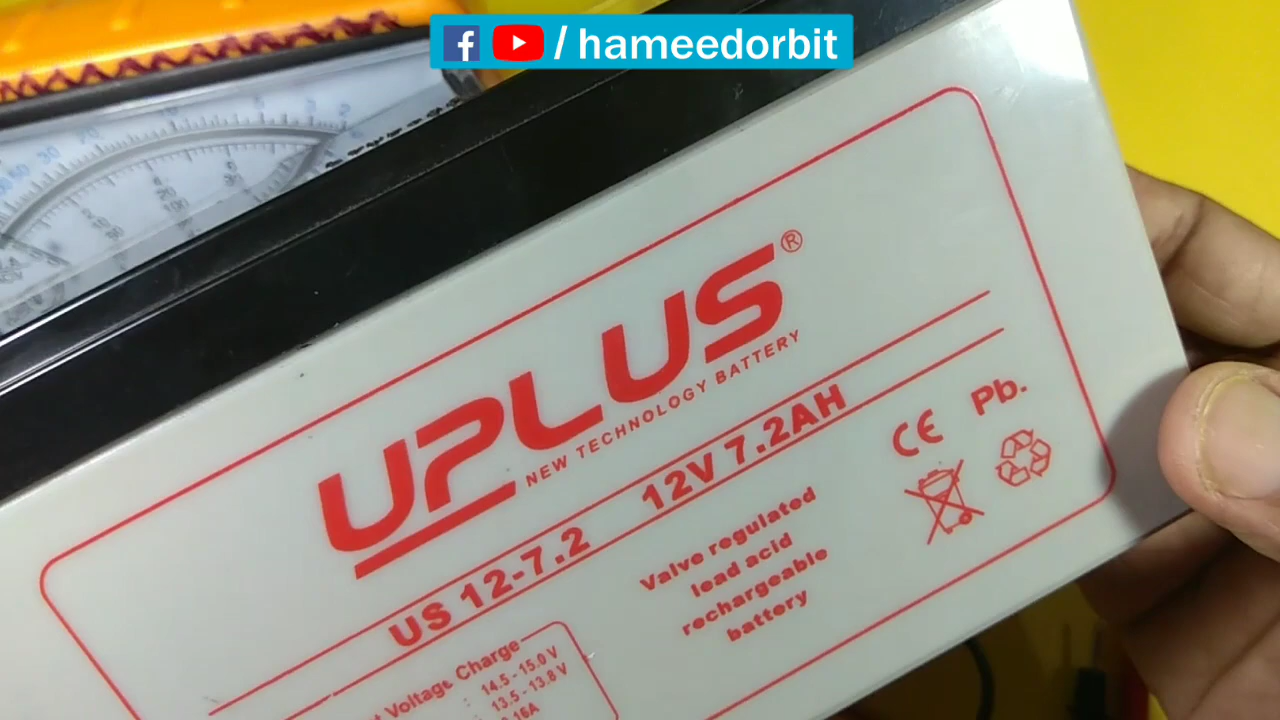 / hameedorbit
UPLUS®
NEW TECHNOLOGY BATTERY
US 12-7.2 12V 7.2AH
Valve regulated
lead acid
rechargeable
battery
CE Pb.
Voltage Charge
: 14.5 - 15.0 V
: 13.5 - 13.8 V